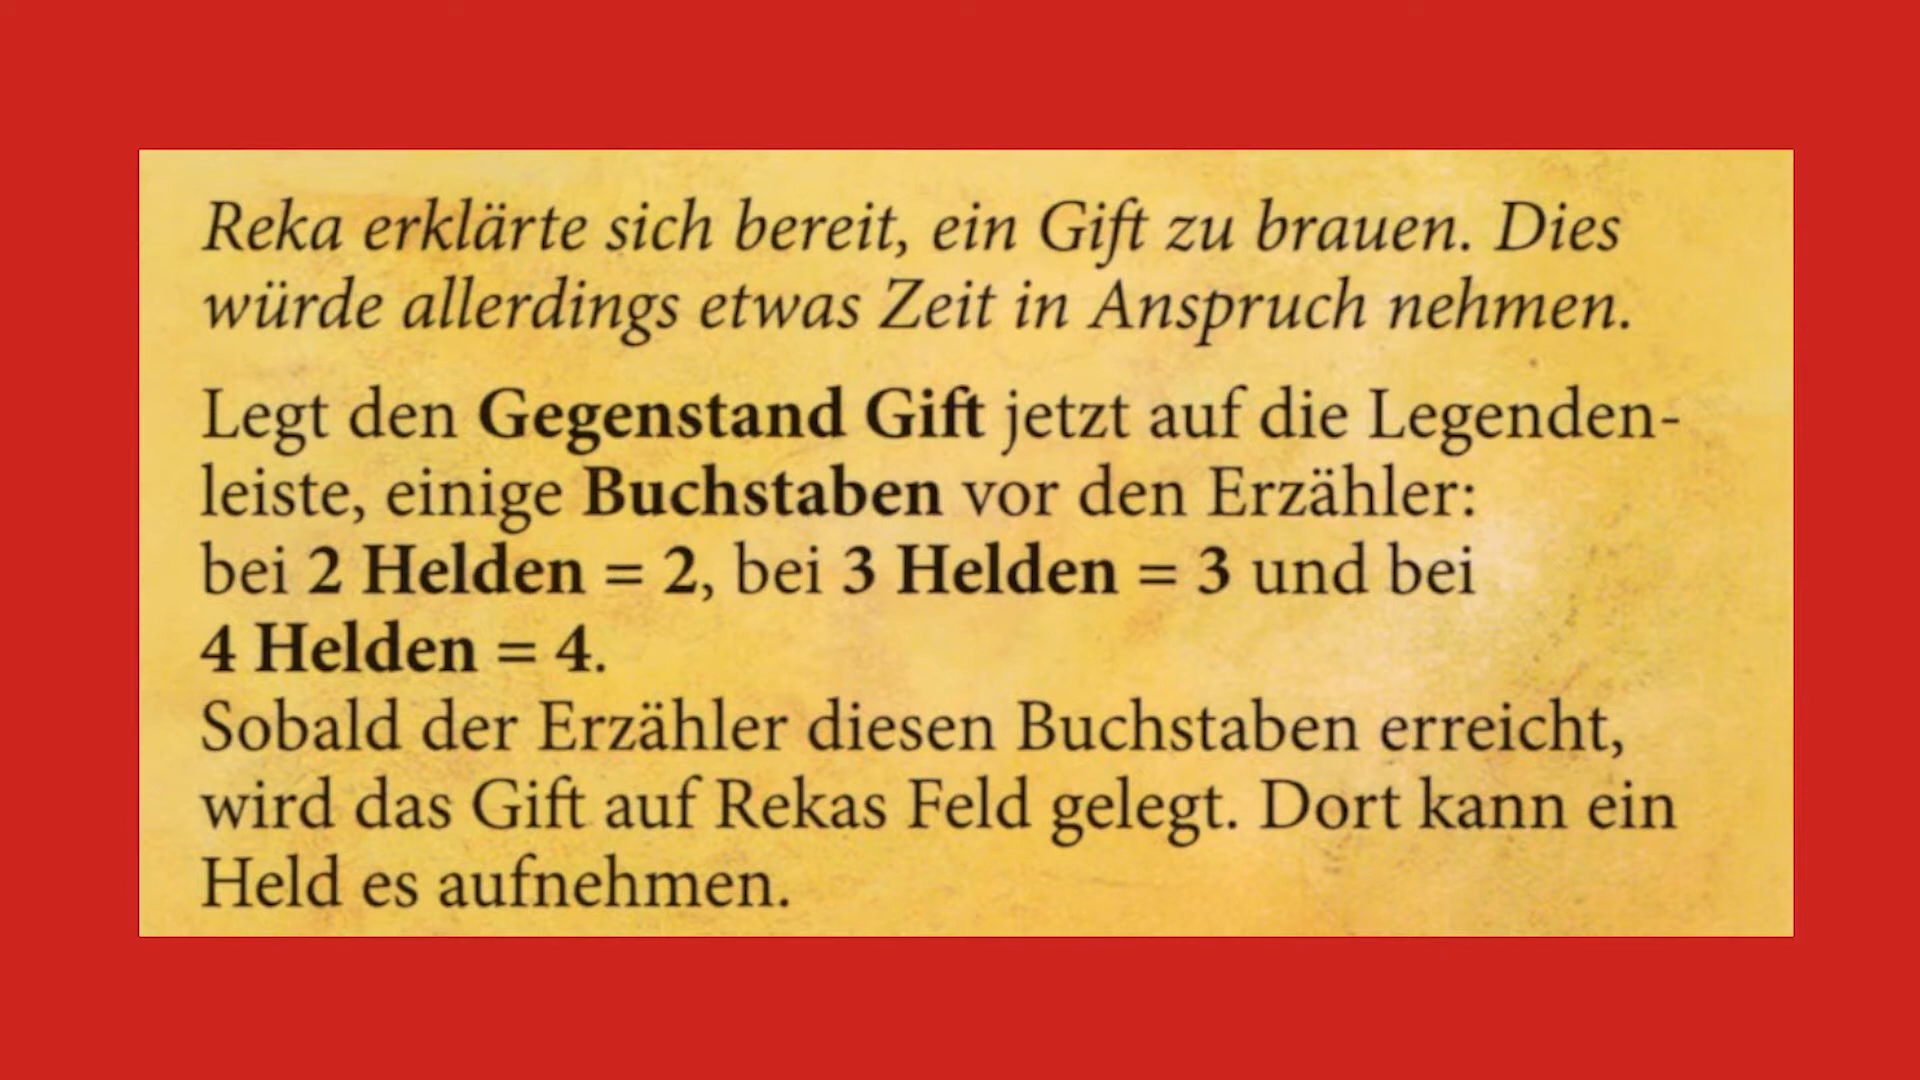 Reka erklärte sich bereit, ein Gift zu brauen. Dies
würde allerdings etwas Zeit in Anspruch nehmen.
Legt den Gegenstand Gift jetzt auf die Legenden-
leiste, einige Buchstaben vor den Erzähler:
bei 2 Helden = 2, bei 3 Helden = 3 und bei
4 Helden = 4.
Sobald der Erzähler diesen Buchstaben erreicht,
wird das Gift auf Rekas Feld gelegt. Dort kann ein
Held es aufnehmen.